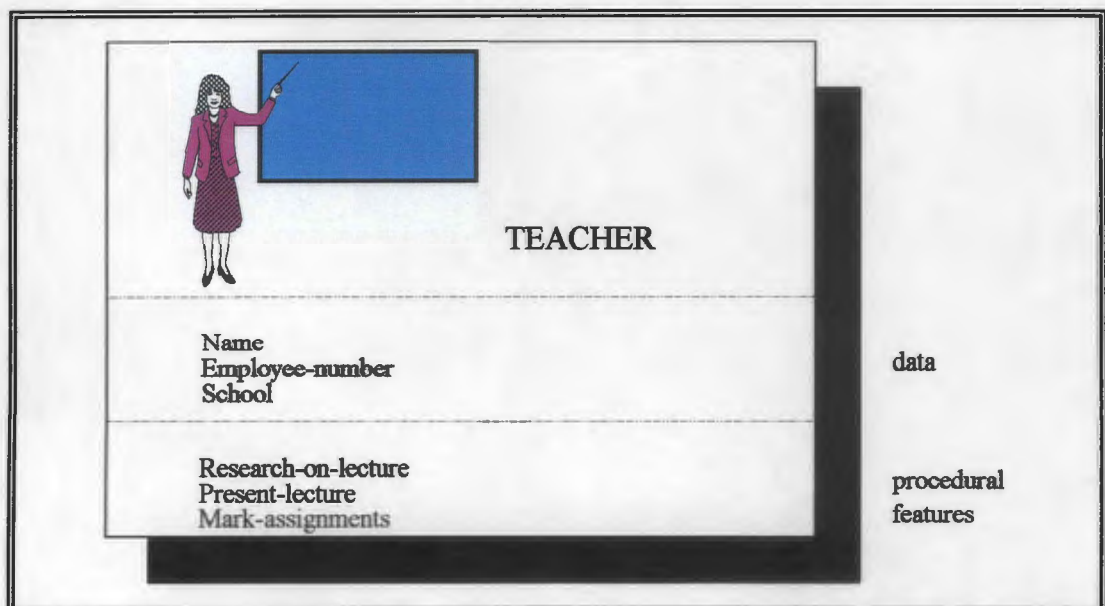 TEACHER
Name
Employee-number
School
data
Research-on-lecture
Present-lecture
Mark-assignments
procedural
features